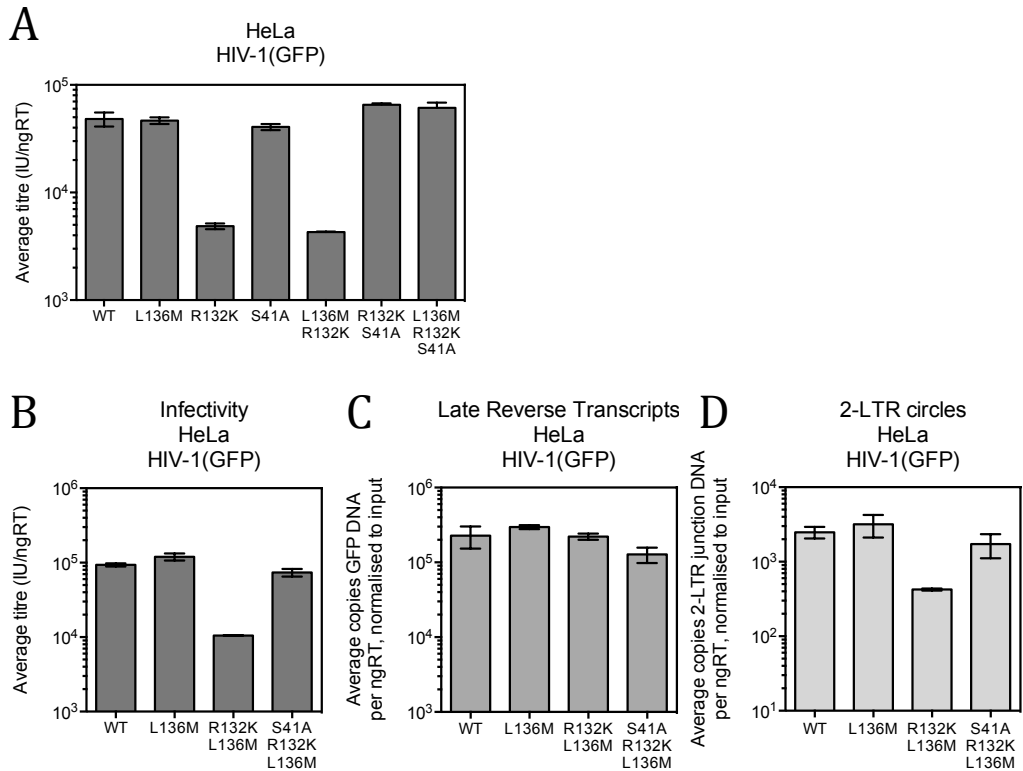 A
HeLa
HIV-1(GFP)
Average titre (IU/ngRT)
10^5
10^4
10^3
WT
L136M
R132K
S41A
L136M
R132K
R132K
S41A
L136M
R132K
S41A
B
Infectivity
HeLa
HIV-1(GFP)
Average titre (IU/ngRT)
10^6
10^5
10^4
10^3
WT
L136M
R132K
L136M
S41A
R132K
L136M
C
Late Reverse Transcripts
HeLa
HIV-1(GFP)
Average copies GFP DNA
per ngRT, normalised to input
10^6
10^5
10^4
10^3
WT
L136M
R132K
L136M
S41A
R132K
L136M
D
2-LTR circles
HeLa
HIV-1(GFP)
Average copies 2-LTR junction DNA
per ngRT, normalised to input
10^4
10^3
10^2
10^1
WT
L136M
R132K
L136M
S41A
R132K
L136M